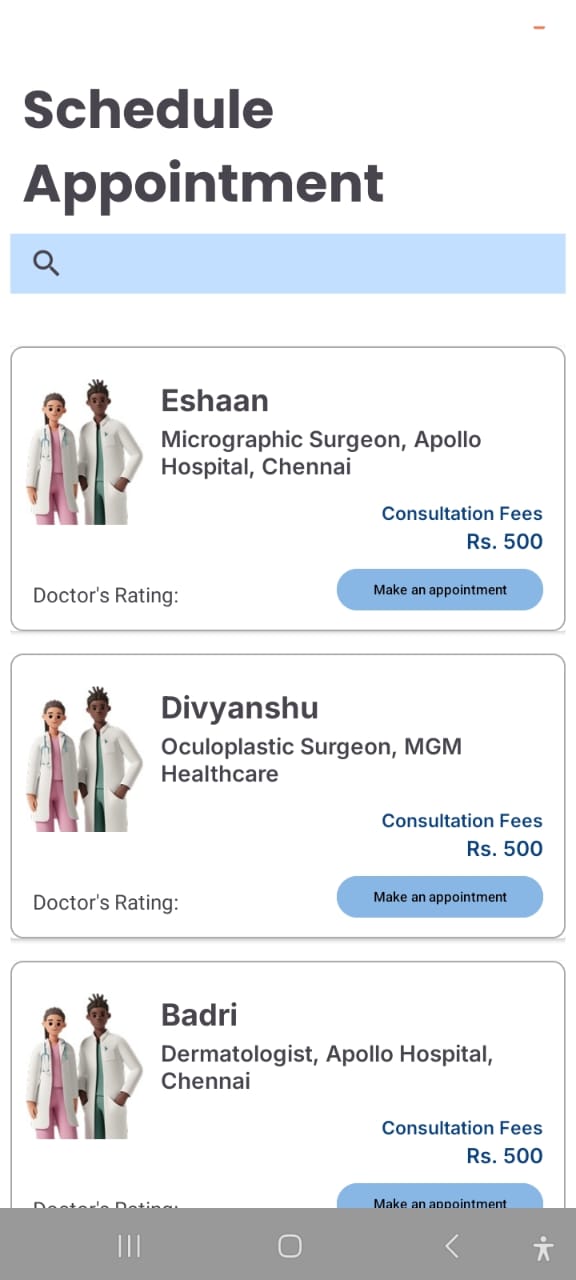 Schedule
Appointment
Eshaan
Micrographic Surgeon, Apollo
Hospital, Chennai
Consultation Fees
Rs. 500
Doctor's Rating:
Make an appointment
Divyanshu
Oculoplastic Surgeon, MGM
Healthcare
Consultation Fees
Rs. 500
Doctor's Rating:
Make an appointment
Badri
Dermatologist, Apollo Hospital,
Chennai
Consultation Fees
Rs. 500
Doctor's Rating:
Make an appointment